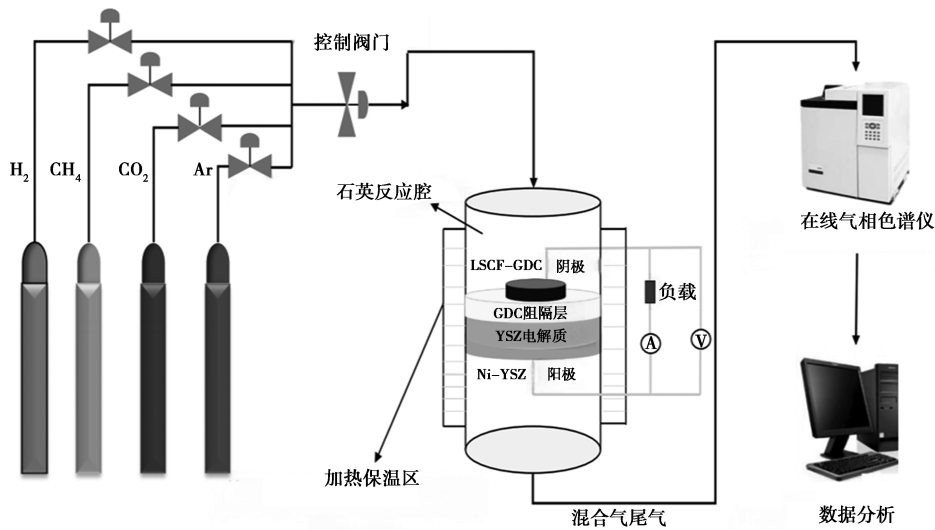 控制阀门
H₂
CH₄
CO₂
Ar
石英反应腔
在线气相色谱仪
LSCF-GDC 阴极
负载
GDC阻隔层
YSZ电解质
A
V
Ni-YSZ 阳极
加热保温区
混合气尾气
数据分析